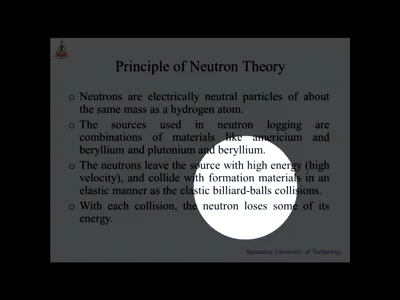 Principle of Neutron Theory
o Neutrons are electrically neutral particles of about
the same mass as a hydrogen atom.
o The sources used in neutron logging are
combinations of materials like americium and
beryllium and plutonium and beryllium.
o The neutrons leave the source with high energy (high
velocity), and collide with formation materials in an
elastic manner as the elastic billiard-balls collisions.
o With each collision, the neutron loses some of its
energy.
University of Technology